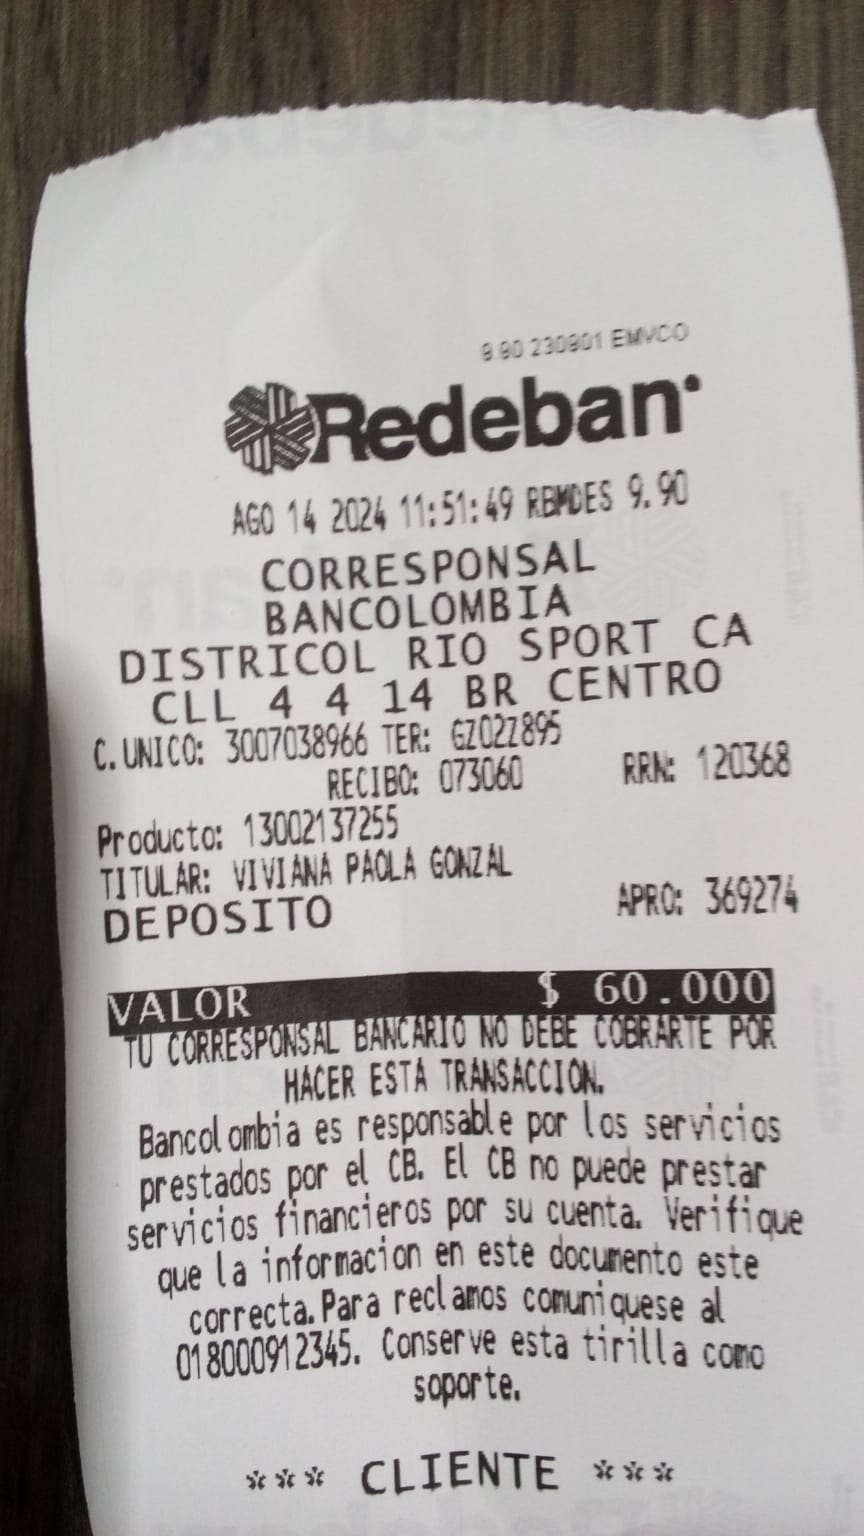 9.90 230801 EMVCO
Redeban
AGO 14 2024 11:51:49 RBMDES 9.90
CORRESPONSAL
BANCOLOMBIA
DISTRICOL RIO SPORT CA
CLL 4 4 14 BR CENTRO
C.UNICO: 3007038966 TER: GZ02Z895
RECIBO: 073060 RRN: 120368
Producto: 13002137255
TITULAR: VIVIANA PAOLA GONZAL
DEPOSITO APRO: 369274
VALOR $ 60.000
TU CORRESPONSAL BANCARIO NO DEBE COBRARTE POR
HACER ESTA TRANSACCION.
Bancolombia es responsable por los servicios
prestados por el CB. El CB no puede prestar
servicios financieros por su cuenta. Verifique
que la informacion en este documento este
correcta.Para reclamos comuniquese al
018000912345. Conserve esta tirilla como
soporte.
*** CLIENTE ***